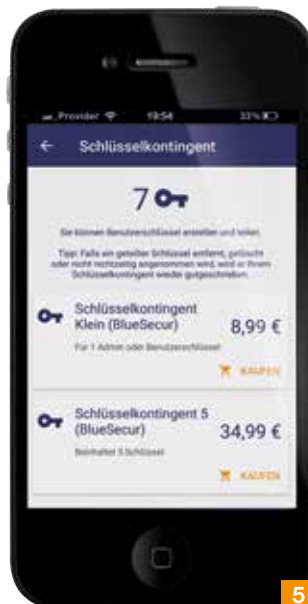 Provider 19:54 33%
Schlüsselkontingent
7
Sie können Benutzerschlüssel erstellen und teilen.
Tipp: Falls ein geteilter Schlüssel entfernt, gelöscht
oder nicht rechtzeitig angenommen wird, wird er Ihrem
Schlüsselkontingent wieder gutgeschrieben.
Schlüsselkontingent
Klein (BlueSecur)
8,99 €
Für 1 Admin oder Benutzerschlüssel
KAUFEN
Schlüsselkontingent 5
(BlueSecur)
34,99 €
Beinhaltet 5 Schlüssel
KAUFEN
5